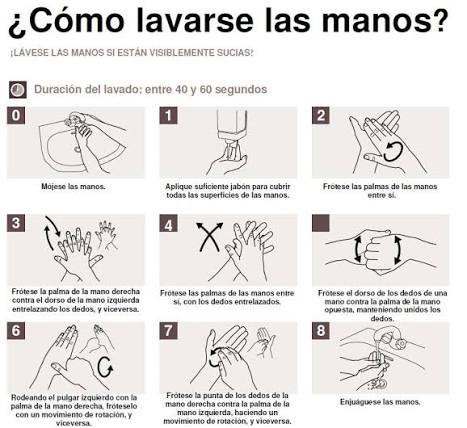 ¿Cómo lavarse las manos?
¡LÁVESE LAS MANOS SI ESTÁN VISIBLEMENTE SUCIAS!
Duración del lavado: entre 40 y 60 segundos
0
1
2
Mójese las manos.
Aplique suficiente jabón para cubrir
todas las superficies de las manos.
Frótese las palmas de las manos
entre sí.
3
4
Frótese la palma de la mano derecha
contra el dorso de la mano izquierda
entrelazando los dedos, y viceversa.
Frótese las palmas de las manos entre
sí, con los dedos entrelazados.
Frótese el dorso de los dedos de una
mano contra la palma de la mano
opuesta, manteniendo unidos los
dedos.
6
7
8
Rodeando el pulgar izquierdo con la
palma de la mano derecha, fróteselo
con un movimiento de rotación, y
viceversa.
Frótese la punta de los dedos de la
mano derecha contra la palma de la
mano izquierda, haciendo un
movimiento de rotación, y viceversa.
Enjuáguese las manos.